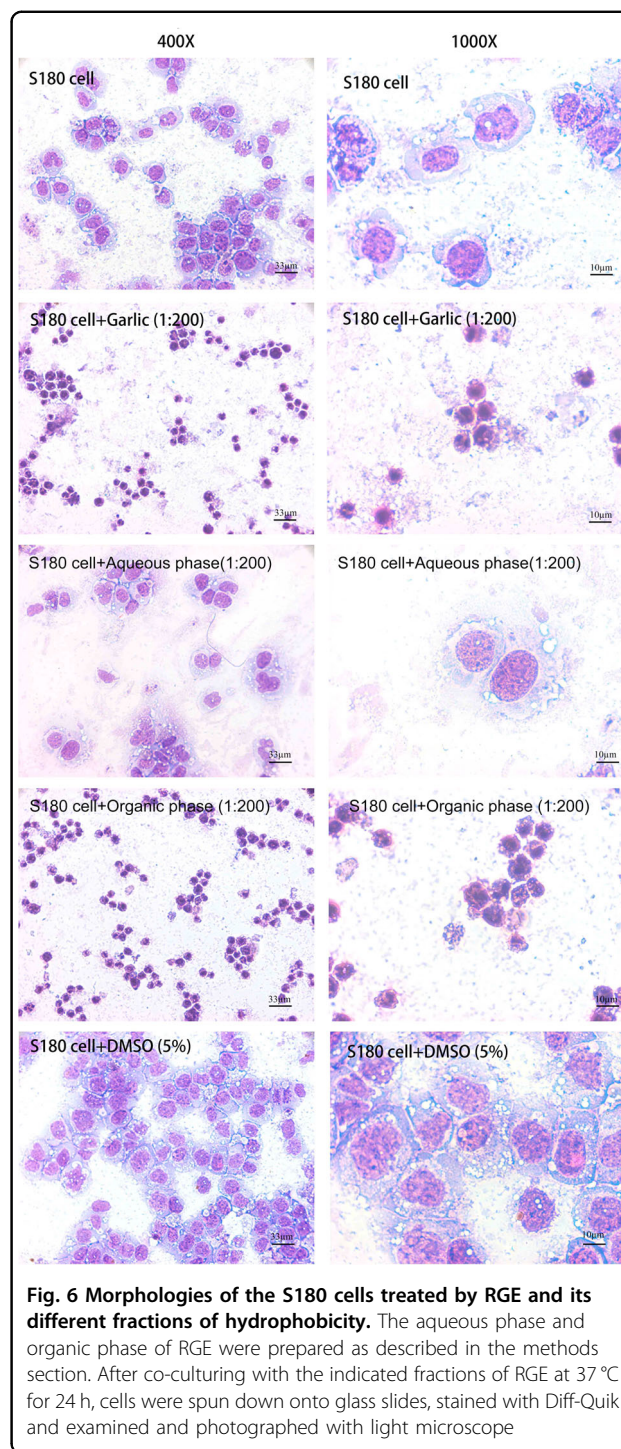 400X 1000X
S180 cell S180 cell
33μm 10μm
S180 cell+Garlic (1:200) S180 cell+Garlic (1:200)
33μm 10μm
S180 cell+Aqueous phase(1:200) S180 cell+Aqueous phase(1:200)
33μm 10μm
S180 cell+Organic phase (1:200) S180 cell+Organic phase (1:200)
33μm 10μm
S180 cell+DMSO (5%) S180 cell+DMSO (5%)
33μm 10μm
Fig. 6 Morphologies of the S180 cells treated by RGE and its
different fractions of hydrophobicity. The aqueous phase and
organic phase of RGE were prepared as described in the methods
section. After co-culturing with the indicated fractions of RGE at 37 °C
for 24 h, cells were spun down onto glass slides, stained with Diff-Quik
and examined and photographed with light microscope